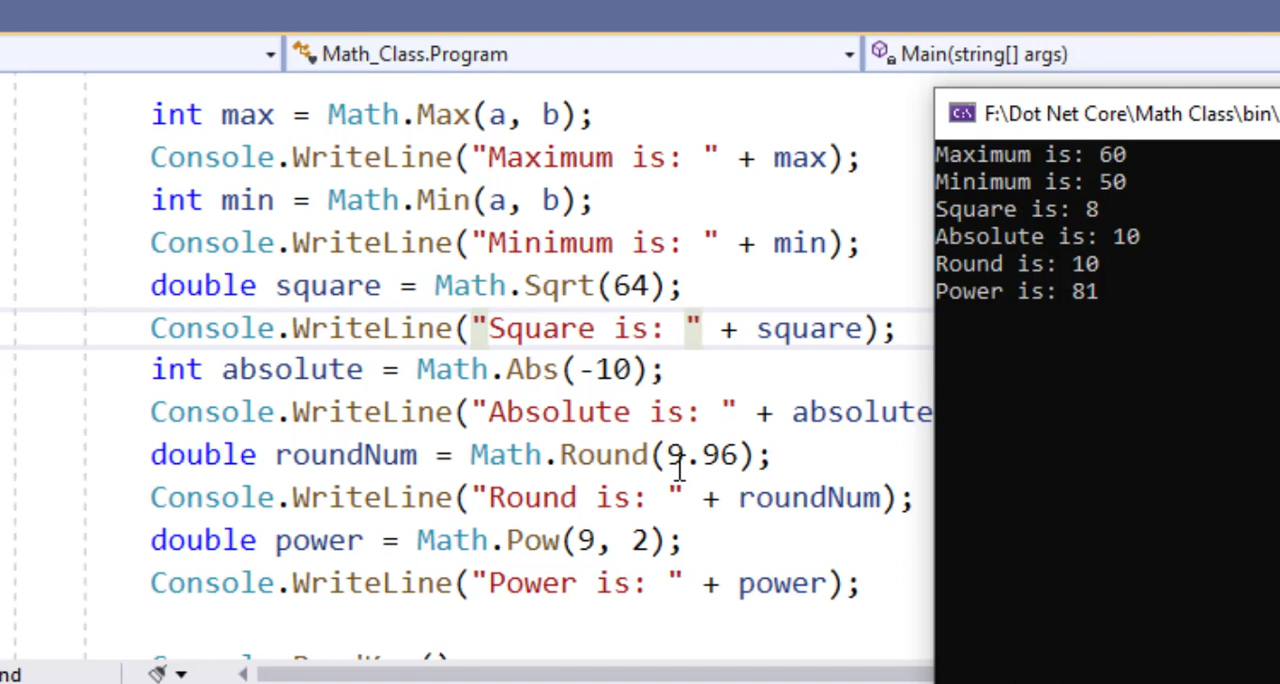 Math_Class.Program
Main(string[] args)
int max = Math.Max(a, b);
Console.WriteLine("Maximum is: " + max);
int min = Math.Min(a, b);
Console.WriteLine("Minimum is: " + min);
double square = Math.Sqrt(64);
Console.WriteLine("Square is: " + square);
int absolute = Math.Abs(-10);
Console.WriteLine("Absolute is: " + absolute
double roundNum = Math.Round(9.96);
Console.WriteLine("Round is: " + roundNum);
double power = Math.Pow(9, 2);
Console.WriteLine("Power is: " + power);
nd
F:\Dot Net Core\Math Class\bin\
Maximum is: 60
Minimum is: 50
Square is: 8
Absolute is: 10
Round is: 10
Power is: 81